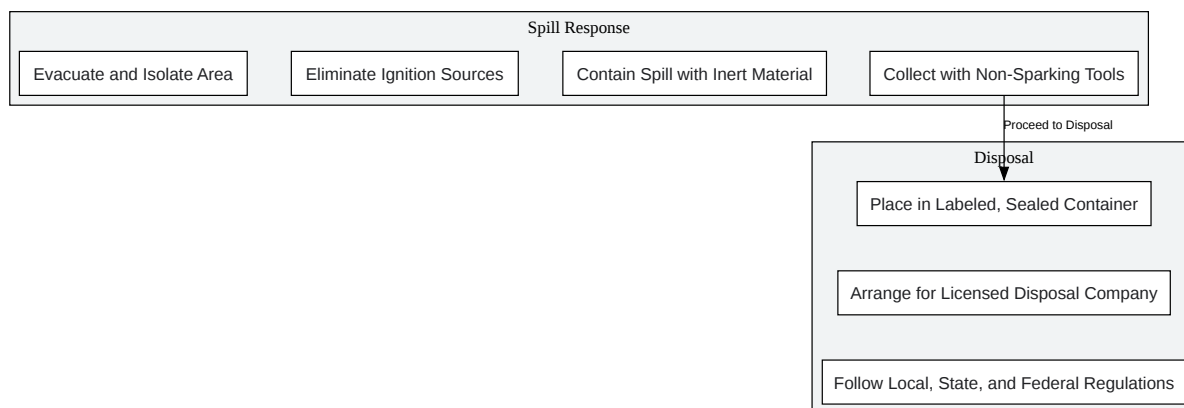 Spill Response
Evacuate and Isolate Area
Eliminate Ignition Sources
Contain Spill with Inert Material
Collect with Non-Sparking Tools
Proceed to Disposal
Disposal
Place in Labeled, Sealed Container
Arrange for Licensed Disposal Company
Follow Local, State, and Federal Regulations